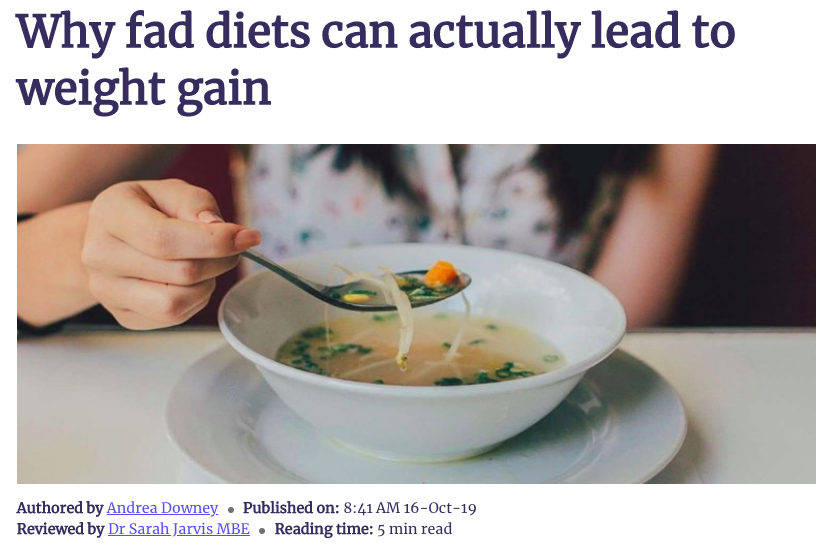 Why fad diets can actually lead to
weight gain
Authored by Andrea Downey • Published on: 8:41 AM 16-Oct-19
Reviewed by Dr Sarah Jarvis MBE • Reading time: 5 min read